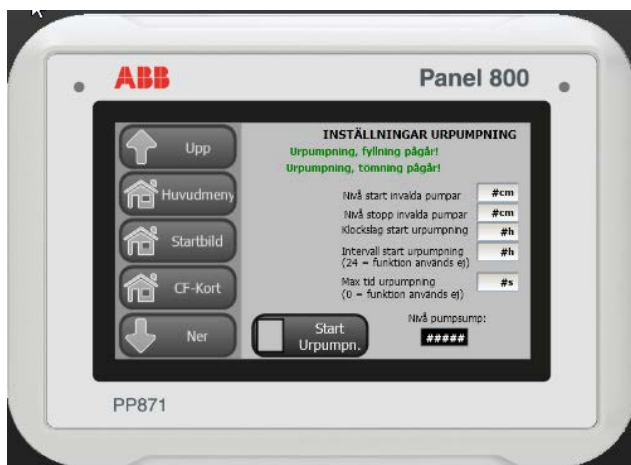 ABB
Panel 800
INSTÄLLNINGAR URPUMPNING
Urpumpning, fyllning pågår!
Urpumpning, tömning pågår!
Upp
Huvudmeny
Startbild
CF-Kort
Ner
Nivå start invalda pumpar #cm
Nivå stopp invalda pumpar #cm
Klockslag start urpumpning #h
Intervall start urpumpning #h
(24 = funktion används ej)
Max tid urpumpning #s
(0 = funktion används ej)
Start
Urpumpn.
Nivå pumpsump:
#####
PP871